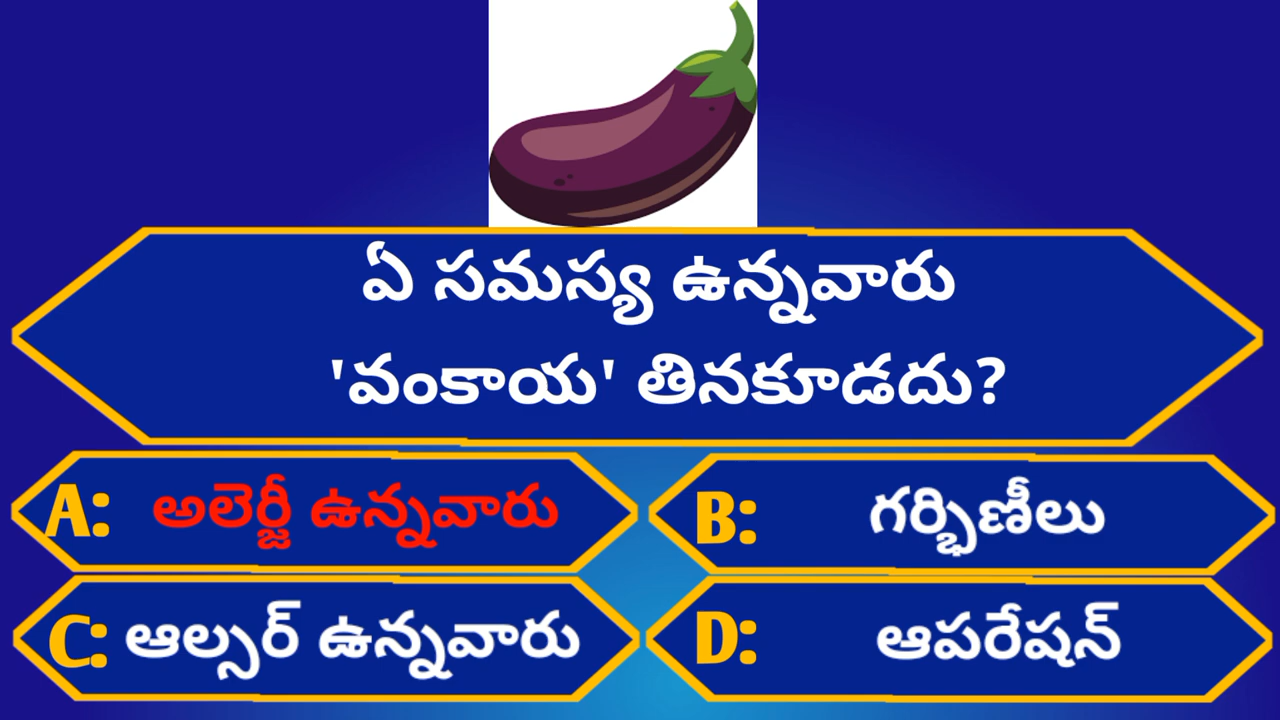 ఏ సమస్య ఉన్నవారు
'వంకాయ' తినకూడదు?
A: అలెర్జీ ఉన్నవారు
B: గర్భిణీలు
C: ఆల్సర్ ఉన్నవారు
D: ఆపరేషన్